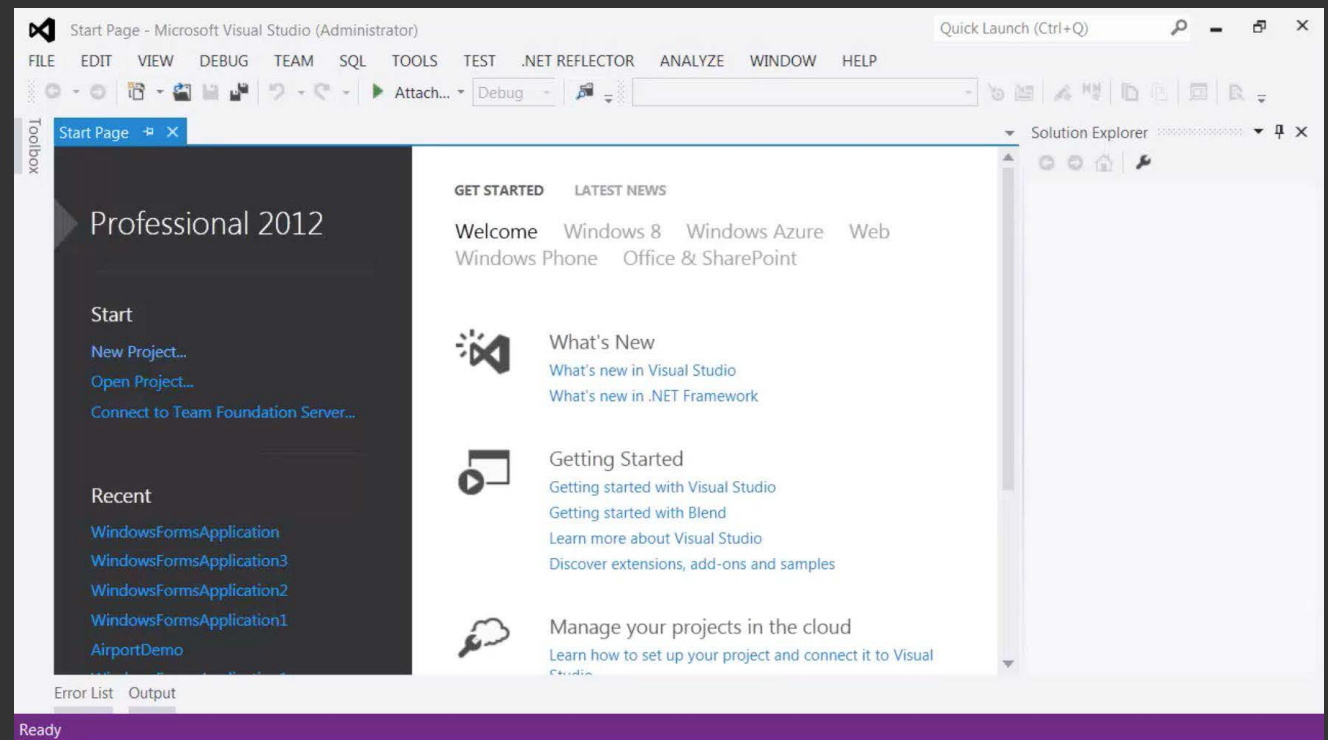 Start Page - Microsoft Visual Studio (Administrator)
Quick Launch (Ctrl+Q)
FILE EDIT VIEW DEBUG TEAM SQL TOOLS TEST .NET REFLECTOR ANALYZE WINDOW HELP
Attach... Debug
Toolbox
Start Page
Solution Explorer
Professional 2012
Start
New Project...
Open Project...
Connect to Team Foundation Server...
Recent
WindowsFormsApplication
WindowsFormsApplication3
WindowsFormsApplication2
WindowsFormsApplication1
AirportDemo
GET STARTED LATEST NEWS
Welcome Windows 8 Windows Azure Web
Windows Phone Office & SharePoint
What's New
What's new in Visual Studio
What's new in .NET Framework
Getting Started
Getting started with Visual Studio
Getting started with Blend
Learn more about Visual Studio
Discover extensions, add-ons and samples
Manage your projects in the cloud
Learn how to set up your project and connect it to Visual
Studio
Error List Output
Ready